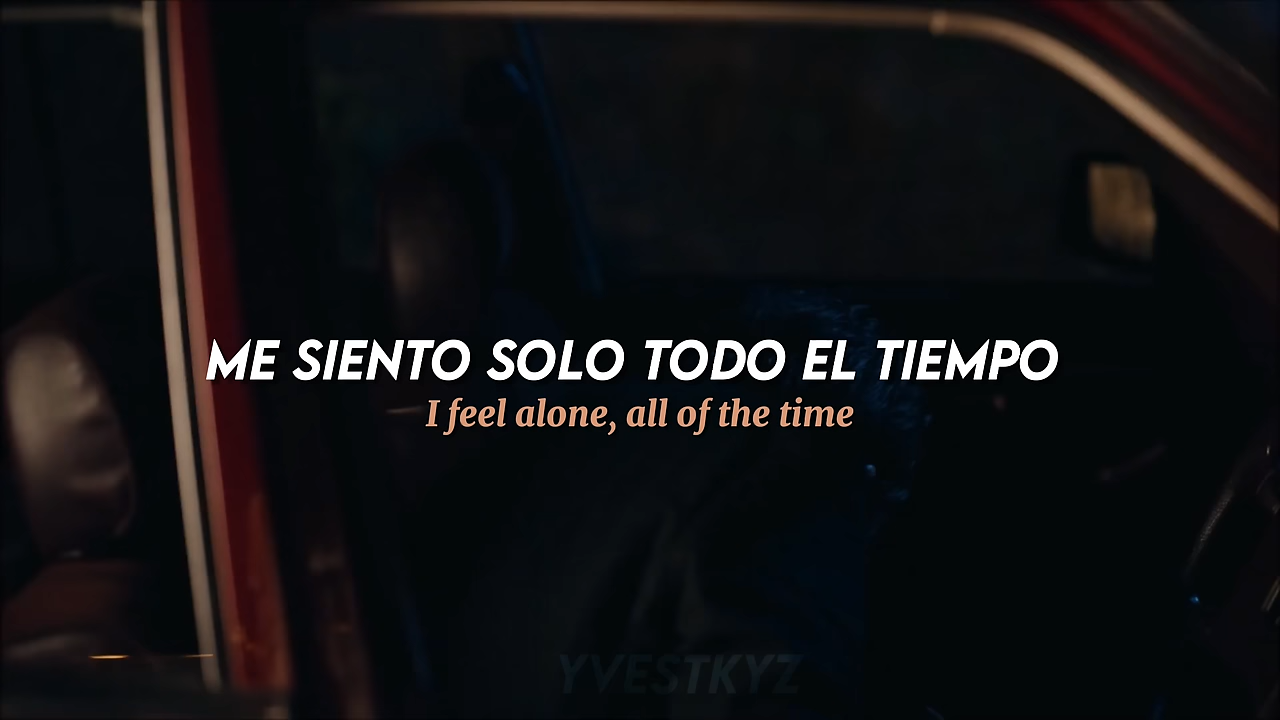 ME SIENTO SOLO TODO EL TIEMPO
I feel alone, all of the time
YVESTKYZ